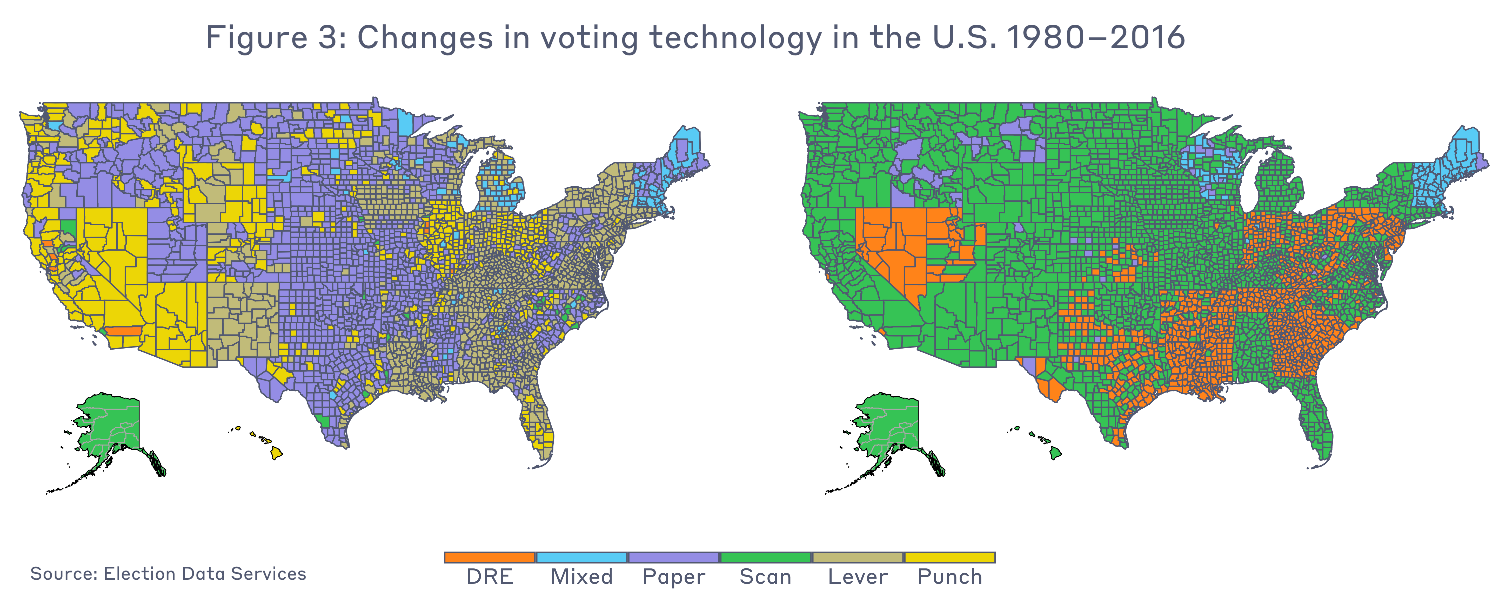 Figure 3: Changes in voting technology in the U.S. 1980–2016
Source: Election Data Services
DRE Mixed Paper Scan Lever Punch